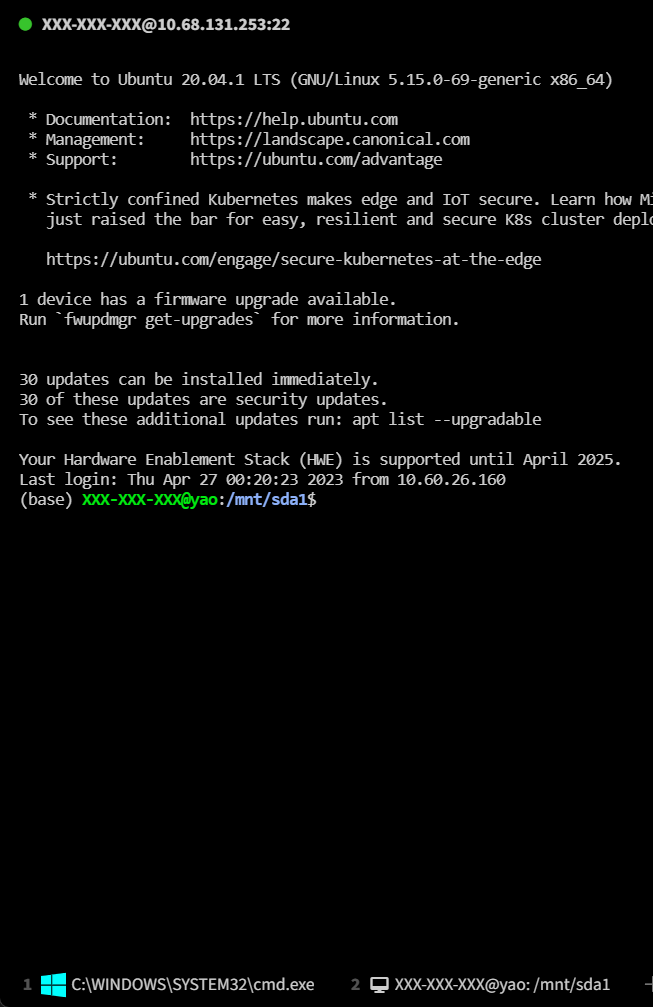 XXX-XXX-XXX@10.68.131.253:22
Welcome to Ubuntu 20.04.1 LTS (GNU/Linux 5.15.0-69-generic x86_64)
* Documentation: https://help.ubuntu.com
* Management: https://landscape.canonical.com
* Support: https://ubuntu.com/advantage
* Strictly confined Kubernetes makes edge and IoT secure. Learn how Mi
just raised the bar for easy, resilient and secure K8s cluster deplo
https://ubuntu.com/engage/secure-kubernetes-at-the-edge
1 device has a firmware upgrade available.
Run `fwupdmgr get-upgrades` for more information.
30 updates can be installed immediately.
30 of these updates are security updates.
To see these additional updates run: apt list --upgradable
Your Hardware Enablement Stack (HWE) is supported until April 2025.
Last login: Thu Apr 27 00:20:23 2023 from 10.60.26.160
(base) XXX-XXX-XXX@yao:/mnt/sda1$
1 C:\WINDOWS\SYSTEM32\cmd.exe 2 XXX-XXX-XXX@yao: /mnt/sda1 +